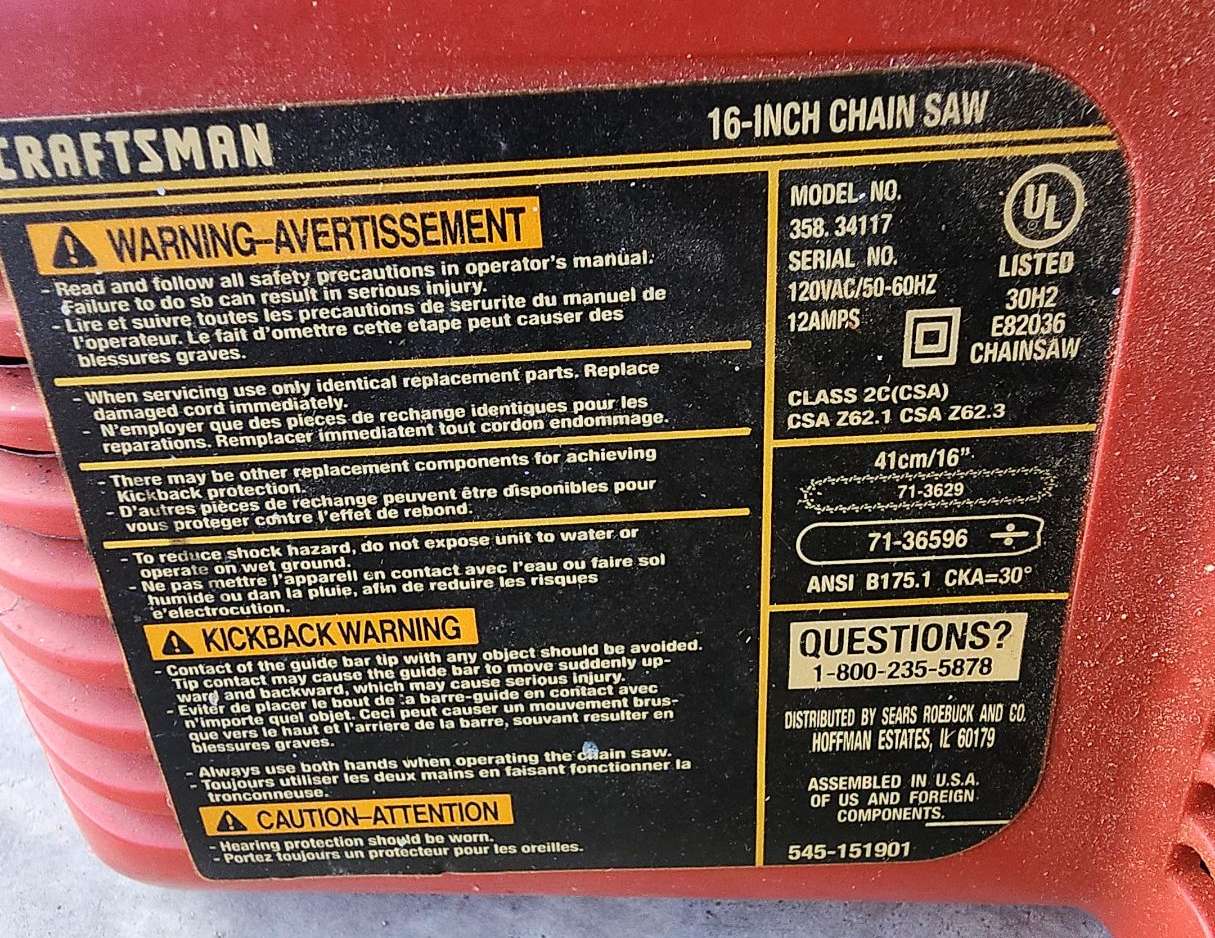 CRAFTSMAN
16-INCH CHAIN SAW
WARNING–AVERTISSEMENT
- Read and follow all safety precautions in operator's manual.
Failure to do so can result in serious injury.
- Lire et suivre toutes les precautions de serurite du manuel de
l'operateur. Le fait d'omettre cette etape peut causer des
blessures graves.
- When servicing use only identical replacement parts. Replace
damaged cord immediately.
- N'employer que des pieces de rechange identiques pour les
reparations. Remplacer immediatent tout cordon endommage.
- There may be other replacement components for achieving
Kickback protection.
- D'autres pièces de rechange peuvent être disponibles pour
vous proteger contre l'effet de rebond.
- To reduce shock hazard, do not expose unit to water or
operate on wet ground.
- Ne pas mettre l'appareil en contact avec l'eau ou faire sol
humide ou dan la pluie, afin de reduire les risques
e'electrocution.
KICKBACK WARNING
- Contact of the guide bar tip with any object should be avoided.
Tip contact may cause the guide bar to move suddenly up-
ward and backward, which may cause serious injury.
- Eviter de placer le bout de la barre-guide en contact avec
n'importe quel objet. Ceci peut causer un mouvement brus-
que vers le haut et l'arriere de la barre, souvant resulter en
blessures graves.
- Always use both hands when operating the chain saw.
- Toujours utiliser les deux mains en faisant fonctionner la
tronconneuse.
CAUTION–ATTENTION
- Hearing protection should be worn.
- Portez toujours un protecteur pour les oreilles.
MODEL NO.
358.34117
SERIAL NO.
120VAC/50-60HZ
12AMPS
UL
LISTED
30H2
E82036
CHAINSAW
CLASS 2C(CSA)
CSA Z62.1 CSA Z62.3
41cm/16"
71-3629
71-36596
ANSI B175.1 CKA=30°
QUESTIONS?
1-800-235-5878
DISTRIBUTED BY SEARS ROEBUCK AND CO.
HOFFMAN ESTATES, IL 60179
ASSEMBLED IN U.S.A.
OF US AND FOREIGN
COMPONENTS.
545-151901